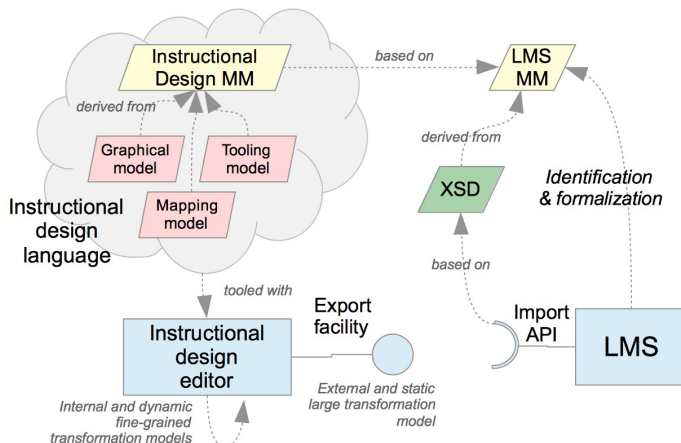 Instructional
Design MM
based on
LMS
MM
derived from
Graphical
model
Tooling
model
Mapping
model
Instructional
design
language
derived from
XSD
Identification
& formalization
based on
tooled with
Instructional
design
editor
Export
facility
Import
API
LMS
External and static
large transformation
model
Internal and dynamic
fine-grained
transformation models